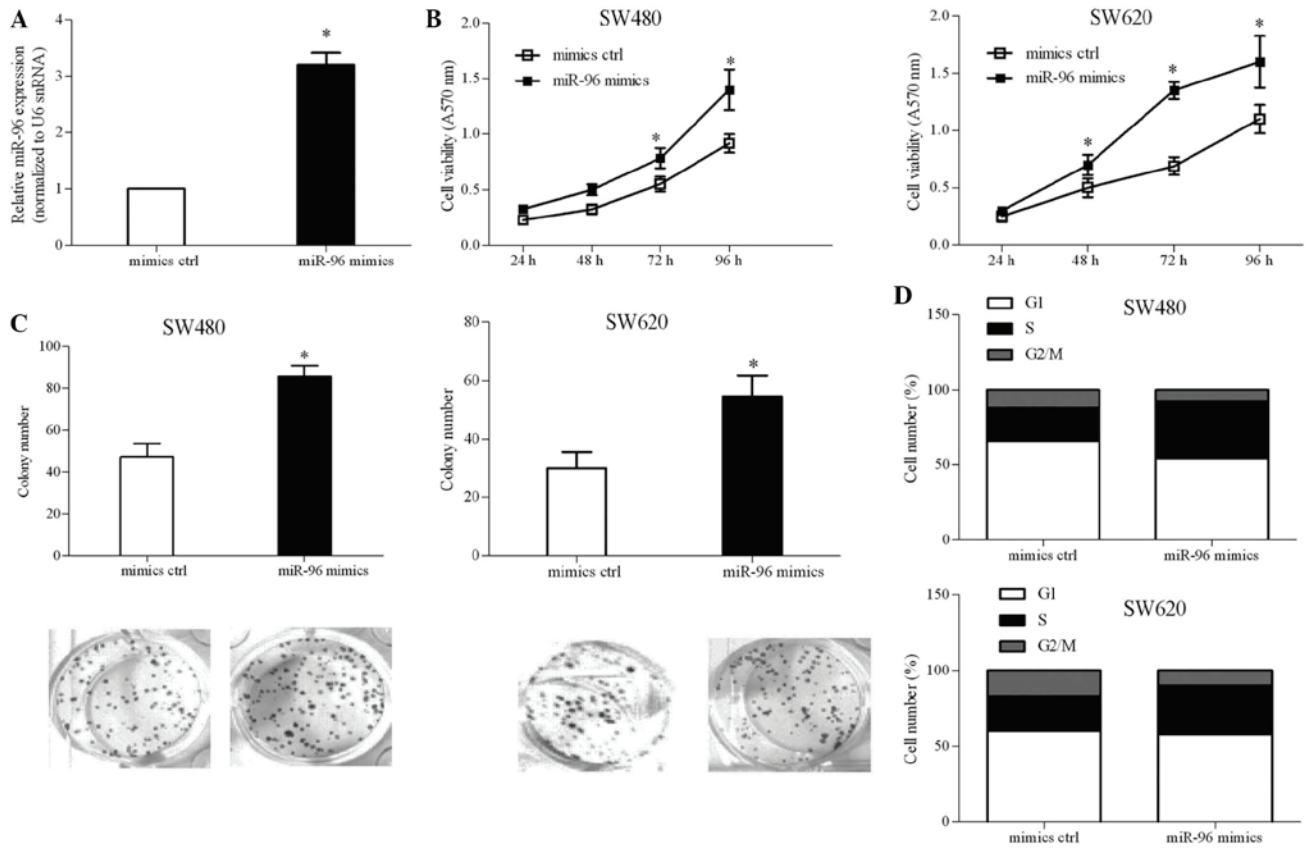 A
Relative miR-96 expression
(normalized to U6 snRNA)
4
3
2
1
0
*
mimics ctrl
miR-96 mimics
B
SW480
mimics ctrl
miR-96 mimics
Cell viability (A570 nm)
2.0
1.5
1.0
0.5
0.0
*
*
24 h
48 h
72 h
96 h
SW620
mimics ctrl
miR-96 mimics
Cell viability (A570 nm)
2.0
1.5
1.0
0.5
0.0
*
*
*
24 h
48 h
72 h
96 h
C
SW480
Colony number
100
80
60
40
20
0
*
mimics ctrl
miR-96 mimics
SW620
Colony number
80
60
40
20
0
*
mimics ctrl
miR-96 mimics
D
G1
S
G2/M
SW480
Cell number (%)
150
100
50
0
mimics ctrl
miR-96 mimics
G1
S
G2/M
SW620
Cell number (%)
150
100
50
0
mimics ctrl
miR-96 mimics